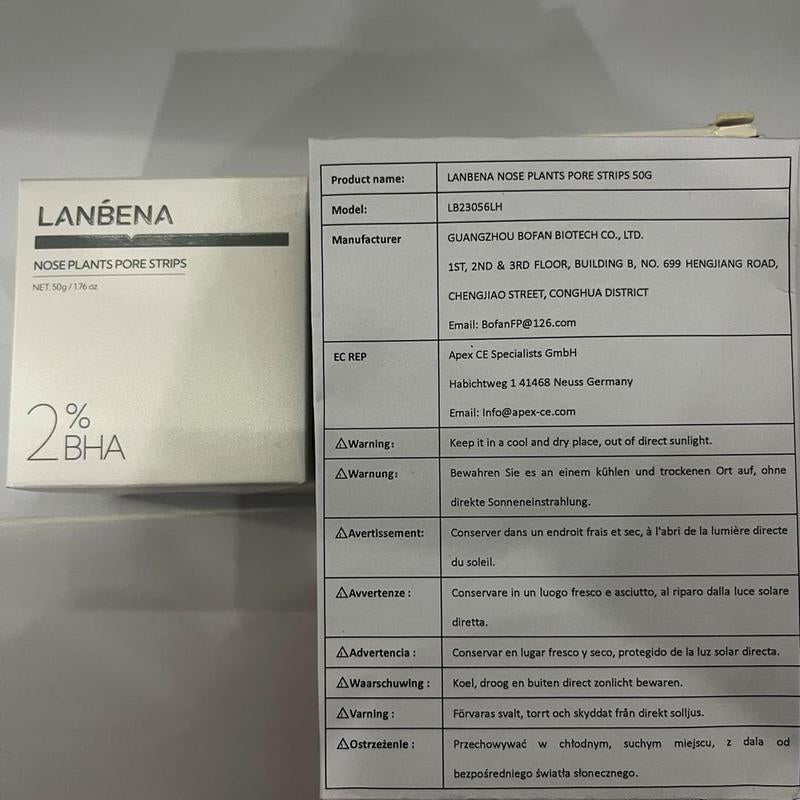 LANBENA
NOSE PLANTS PORE STRIPS
NET: 50g / 1.76 oz
2% BHA
Product name: LANBENA NOSE PLANTS PORE STRIPS 50G
Model: LB23056LH
Manufacturer GUANGZHOU BOFAN BIOTECH CO., LTD.
1ST, 2ND & 3RD FLOOR, BUILDING B, NO. 699 HENGJIANG ROAD,
CHENGJIAO STREET, CONGHUA DISTRICT
Email: BofanFP@126.com
EC REP Apex CE Specialists GmbH
Habichtweg 1 41468 Neuss Germany
Email: Info@apex-ce.com
⚠Warning: Keep it in a cool and dry place, out of direct sunlight.
⚠Warnung: Bewahren Sie es an einem kühlen und trockenen Ort auf, ohne
direkte Sonneneinstrahlung.
⚠Avertissement: Conserver dans un endroit frais et sec, à l'abri de la lumière directe
du soleil.
⚠Avvertenze : Conservare in un luogo fresco e asciutto, al riparo dalla luce solare
diretta.
⚠Advertencia : Conservar en lugar fresco y seco, protegido de la luz solar directa.
⚠Waarschuwing : Koel, droog en buiten direct zonlicht bewaren.
⚠Varning : Förvaras svalt, torrt och skyddat från direkt solljus.
⚠Ostrzeżenie : Przechowywać w chłodnym, suchym miejscu, z dala od
bezpośredniego światła słonecznego.